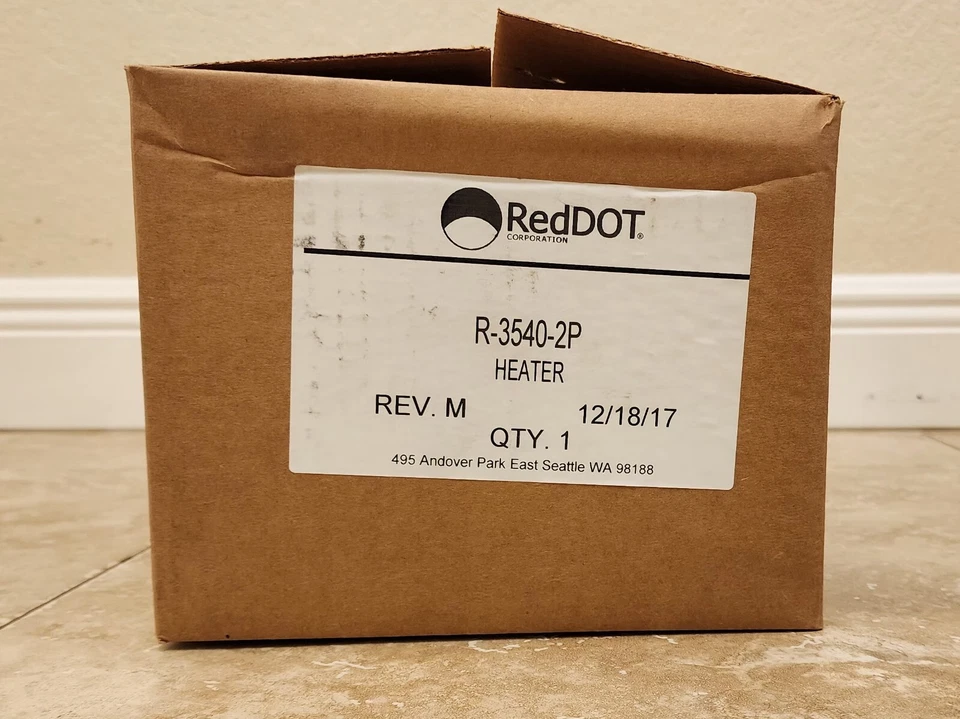 RedDOT®
CORPORATION
R-3540-2P
HEATER
REV. M 12/18/17
QTY. 1
495 Andover Park East Seattle WA 98188